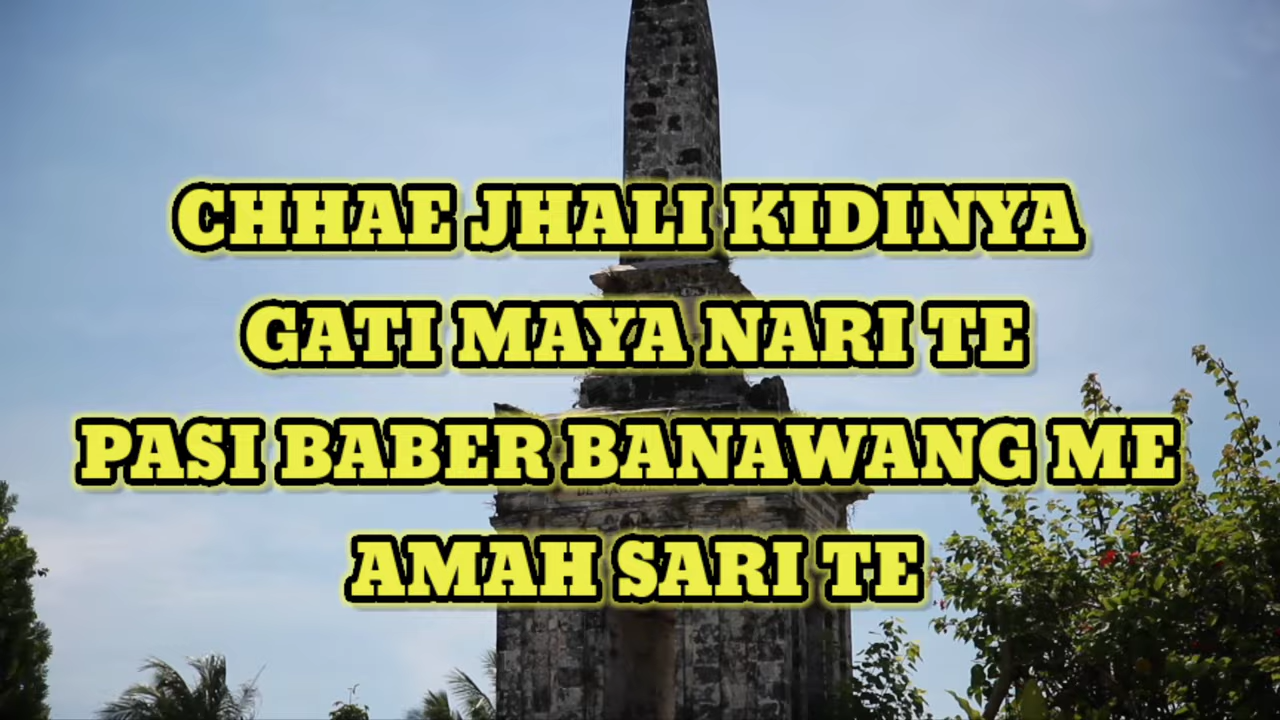 CHHAE JHALI KIDINYA
GATI MAYA NARI TE
PASI BABER BANAWANG ME
AMAH SARI TE